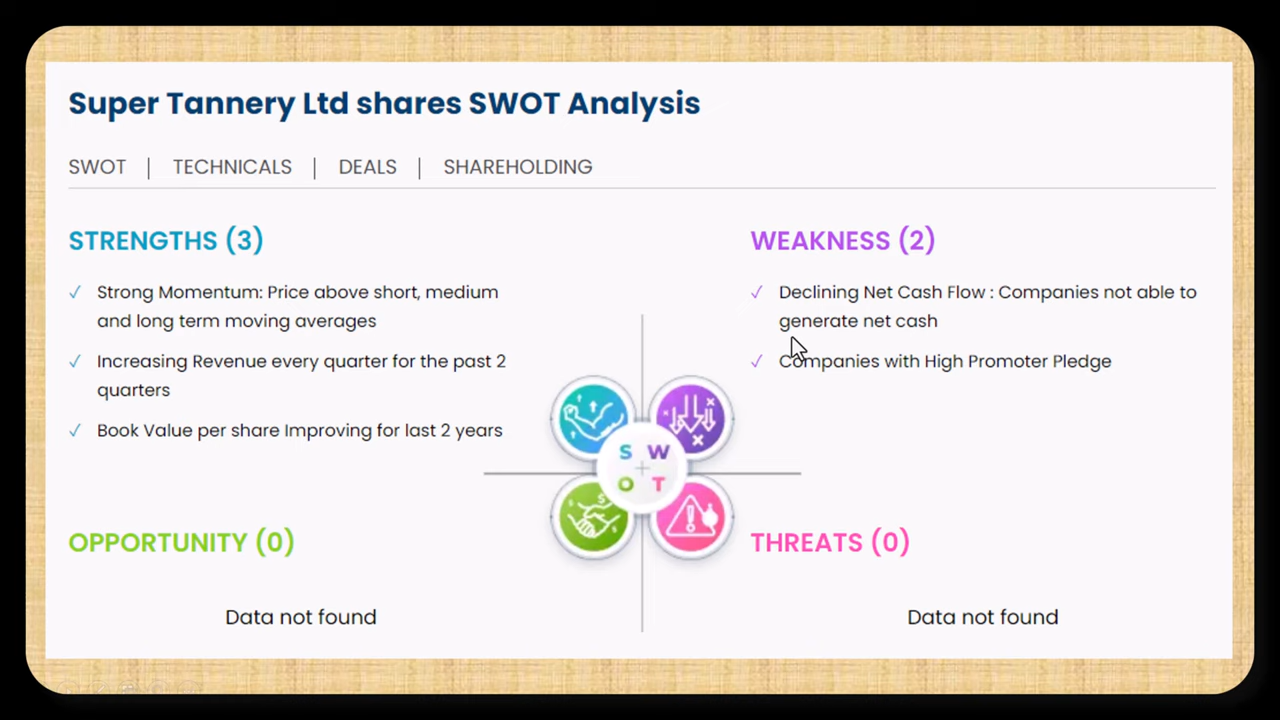 Super Tannery Ltd shares SWOT Analysis
SWOT | TECHNICALS | DEALS | SHAREHOLDING
STRENGTHS (3)
✓ Strong Momentum: Price above short, medium
and long term moving averages
✓ Increasing Revenue every quarter for the past 2
quarters
✓ Book Value per share Improving for last 2 years
WEAKNESS (2)
✓ Declining Net Cash Flow : Companies not able to
generate net cash
✓ Companies with High Promoter Pledge
S W
O T
OPPORTUNITY (0)
Data not found
THREATS (0)
Data not found